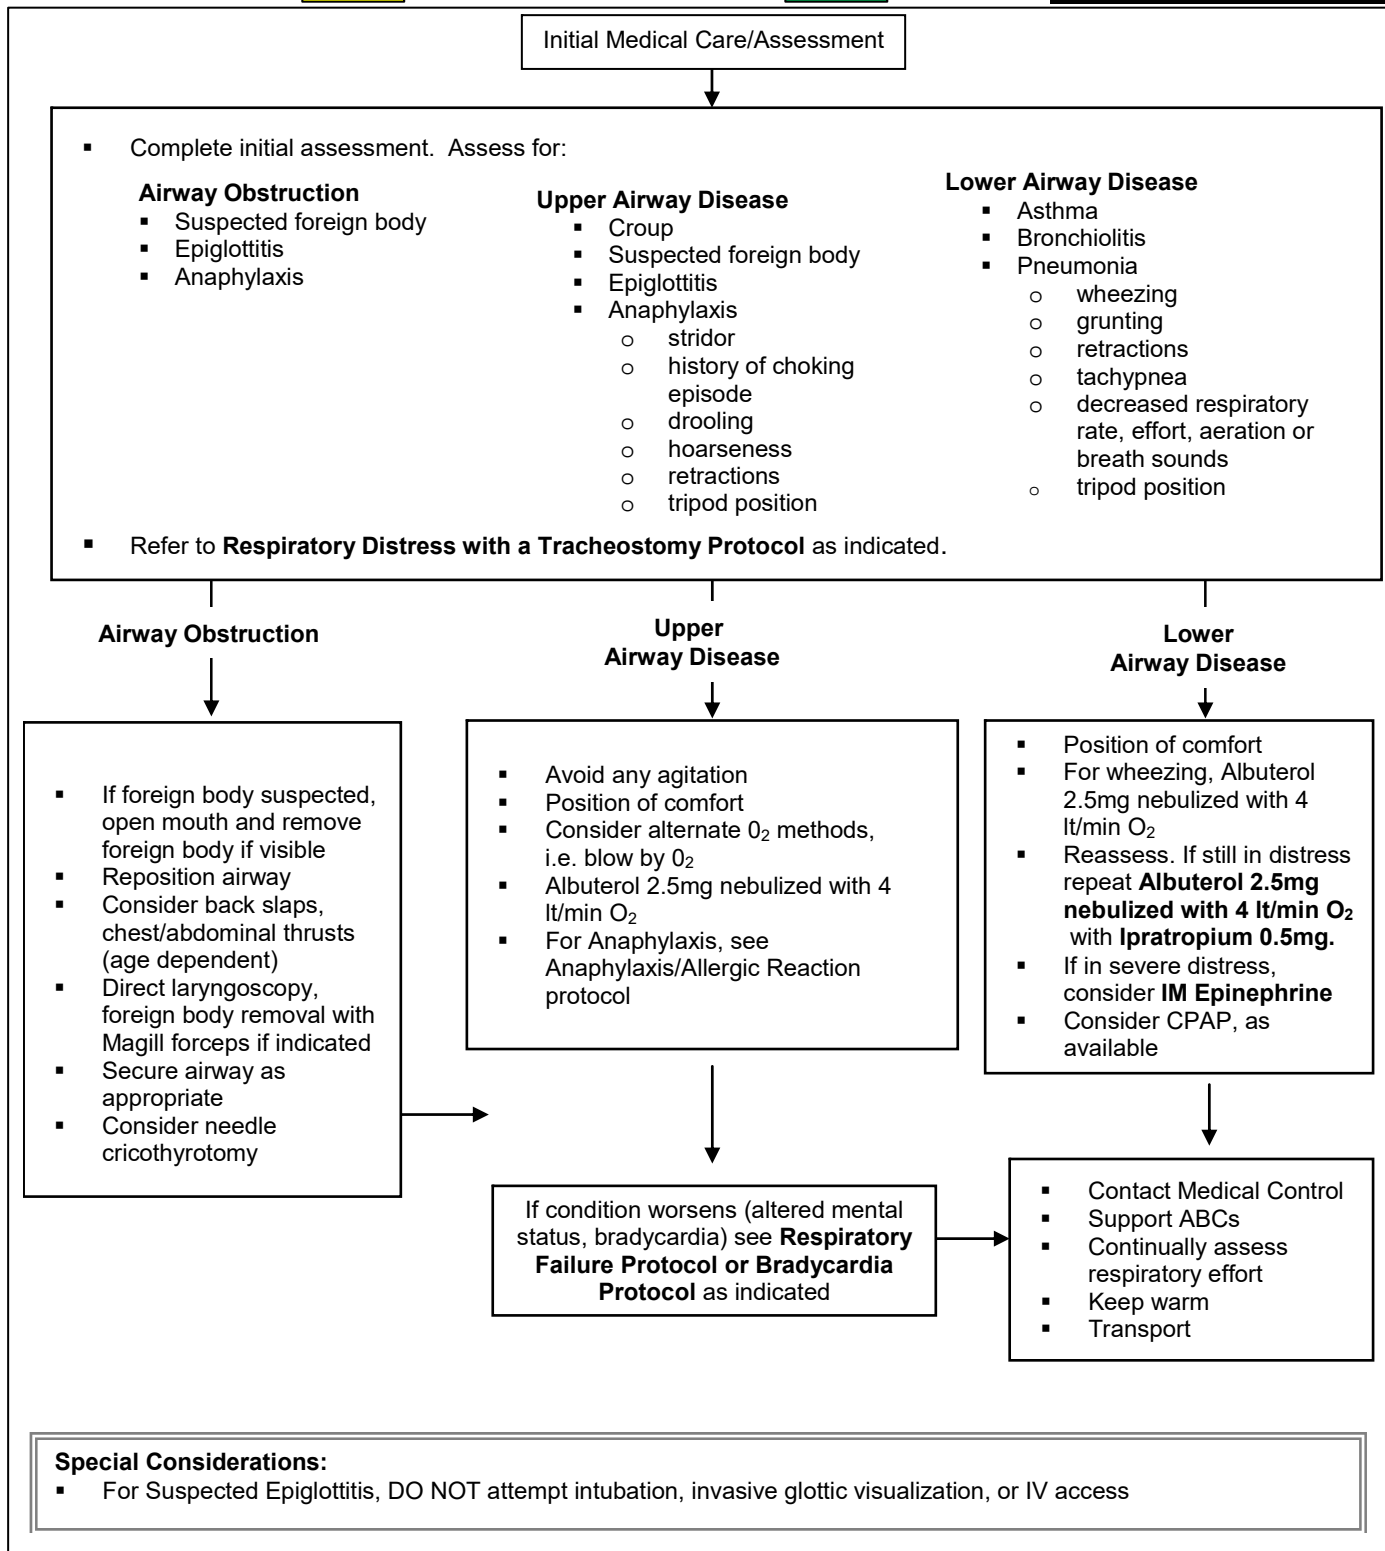 Initial Medical Care/Assessment
▪ Complete initial assessment.  Assess for:
Airway Obstruction
▪ Suspected foreign body
▪ Epiglottitis
▪ Anaphylaxis
Upper Airway Disease
▪ Croup
▪ Suspected foreign body
▪ Epiglottitis
▪ Anaphylaxis
o stridor
o history of choking
episode
o drooling
o hoarseness
o retractions
o tripod position
Lower Airway Disease
▪ Asthma
▪ Bronchiolitis
▪ Pneumonia
o wheezing
o grunting
o retractions
o tachypnea
o decreased respiratory
rate, effort, aeration or
breath sounds
o tripod position
▪ Refer to Respiratory Distress with a Tracheostomy Protocol as indicated.
Airway Obstruction
▪ If foreign body suspected,
open mouth and remove
foreign body if visible
▪ Reposition airway
▪ Consider back slaps,
chest/abdominal thrusts
(age dependent)
▪ Direct laryngoscopy,
foreign body removal with
Magill forceps if indicated
▪ Secure airway as
appropriate
▪ Consider needle
cricothyrotomy
Upper
Airway Disease
▪ Avoid any agitation
▪ Position of comfort
▪ Consider alternate 0₂ methods,
i.e. blow by 0₂
▪ Albuterol 2.5mg nebulized with 4
lt/min O₂
▪ For Anaphylaxis, see
Anaphylaxis/Allergic Reaction
protocol
Lower
Airway Disease
▪ Position of comfort
▪ For wheezing, Albuterol
2.5mg nebulized with 4
lt/min O₂
▪ Reassess. If still in distress
repeat Albuterol 2.5mg
nebulized with 4 lt/min O₂
with Ipratropium 0.5mg.
▪ If in severe distress,
consider IM Epinephrine
▪ Consider CPAP, as
available
If condition worsens (altered mental
status, bradycardia) see Respiratory
Failure Protocol or Bradycardia
Protocol as indicated
▪ Contact Medical Control
▪ Support ABCs
▪ Continually assess
respiratory effort
▪ Keep warm
▪ Transport
Special Considerations:
▪ For Suspected Epiglottitis, DO NOT attempt intubation, invasive glottic visualization, or IV access